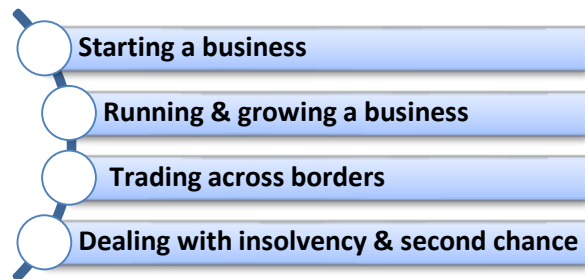 Starting a business
Running & growing a business
Trading across borders
Dealing with insolvency & second chance